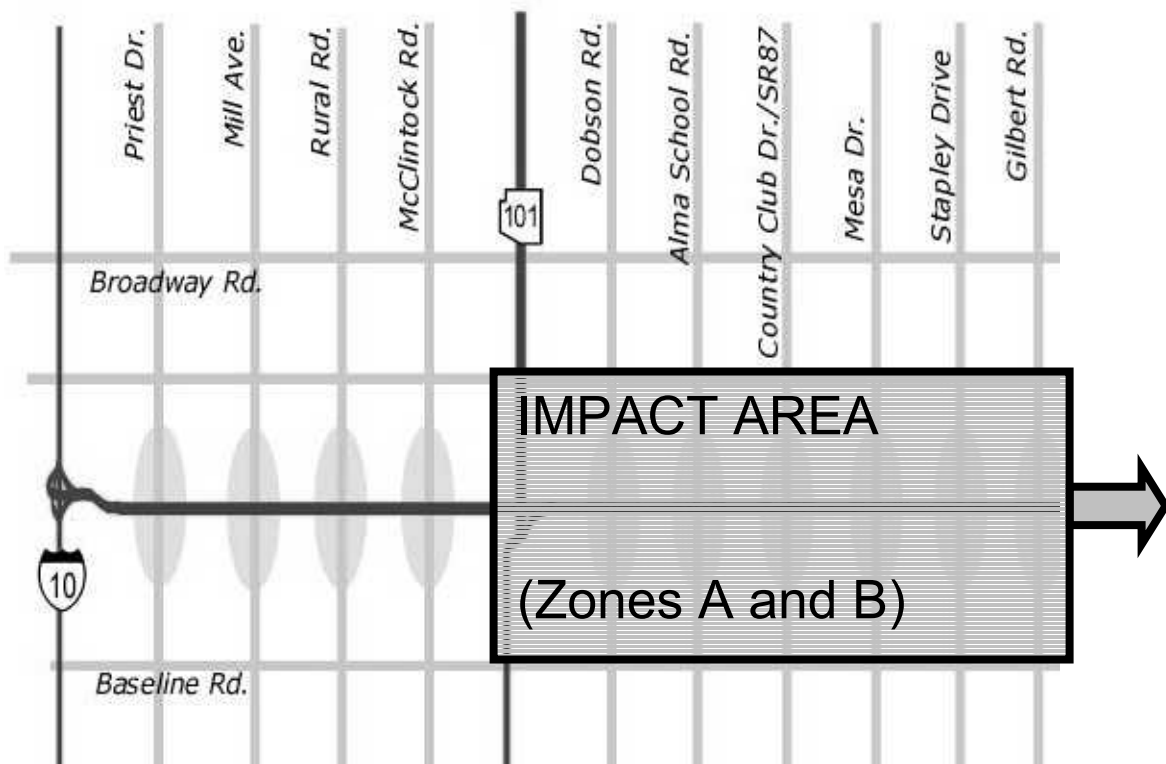 Priest Dr.
Mill Ave.
Rural Rd.
McClintock Rd.
Dobson Rd.
Alma School Rd.
Country Club Dr./SR87
Mesa Dr.
Stapley Drive
Gilbert Rd.
101
Broadway Rd.
IMPACT AREA
10
(Zones A and B)
Baseline Rd.